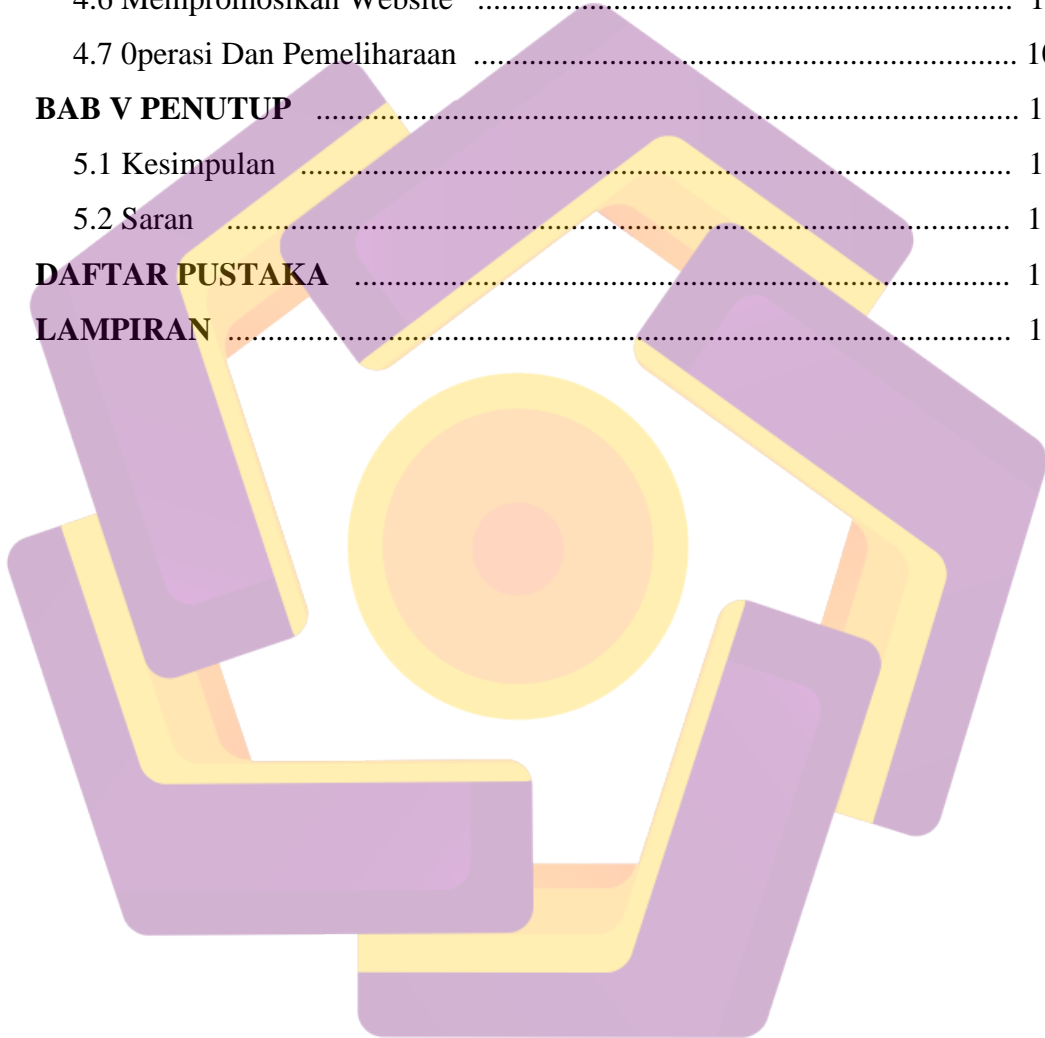 4.6 Mempromosikan Website ........................................................................ 1
4.7 0perasi Dan Pemeliharaan ........................................................................ 10
BAB V PENUTUP ........................................................................ 1
5.1 Kesimpulan ........................................................................ 1
5.2 Saran ........................................................................ 1
DAFTAR PUSTAKA ........................................................................ 1
LAMPIRAN ........................................................................ 1